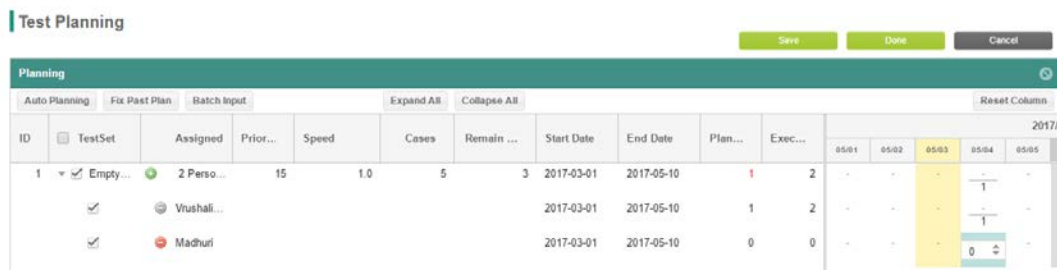 Test Planning
Save Done Cancel
Planning
Auto Planning Fix Past Plan Batch Input Expand All Collapse All Reset Column
ID TestSet Assigned Prior... Speed Cases Remain ... Start Date End Date Plan... Exec... 2017/
05/01 05/02 05/03 05/04 05/05
1 Empty... 2 Perso... 15 1.0 5 3 2017-03-01 2017-05-10 1 2 - - - - -
1
Vrushali... 2017-03-01 2017-05-10 1 2 - - - - -
1
Madhuri 2017-03-01 2017-05-10 0 0 - - - 0 -